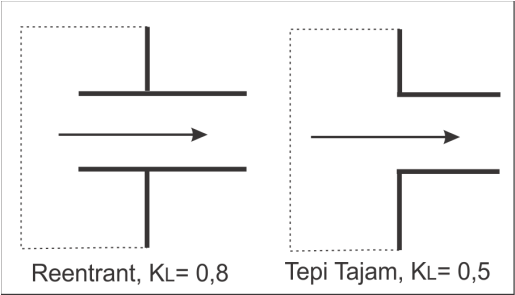 Reentrant, KL= 0,8
Tepi Tajam, KL= 0,5